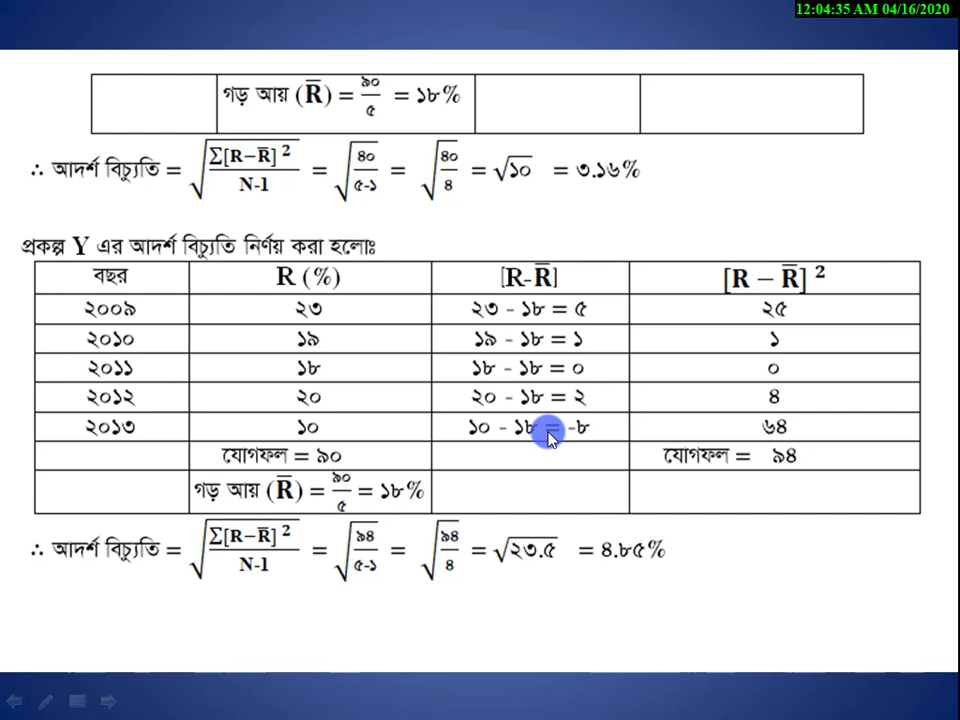 12:04:35 AM 04/16/2020
গড় আয় (R̅) = ৯০/৫ = ১৮%
∴ আদর্শ বিচ্যুতি = √(Σ[R−R̅]²/N-1) = √(৪০/৫-১) = √(৪০/৪) = √১০ = ৩.১৬%
প্রকল্প Y এর আদর্শ বিচ্যুতি নির্ণয় করা হলোঃ
বছর R (%) [R-R̅] [R − R̅]²
২০০৯ ২৩ ২৩ - ১৮ = ৫ ২৫
২০১০ ১৯ ১৯ - ১৮ = ১ ১
২০১১ ১৮ ১৮ - ১৮ = ০ ০
২০১২ ২০ ২০ - ১৮ = ২ ৪
২০১৩ ১০ ১০ - ১৮ = -৮ ৬৪
যোগফল = ৯০ যোগফল = ৯৪
গড় আয় (R̅) = ৯০/৫ = ১৮%
∴ আদর্শ বিচ্যুতি = √(Σ[R−R̅]²/N-1) = √(৯৪/৫-১) = √(৯৪/৪) = √২৩.৫ = ৪.৮৫%